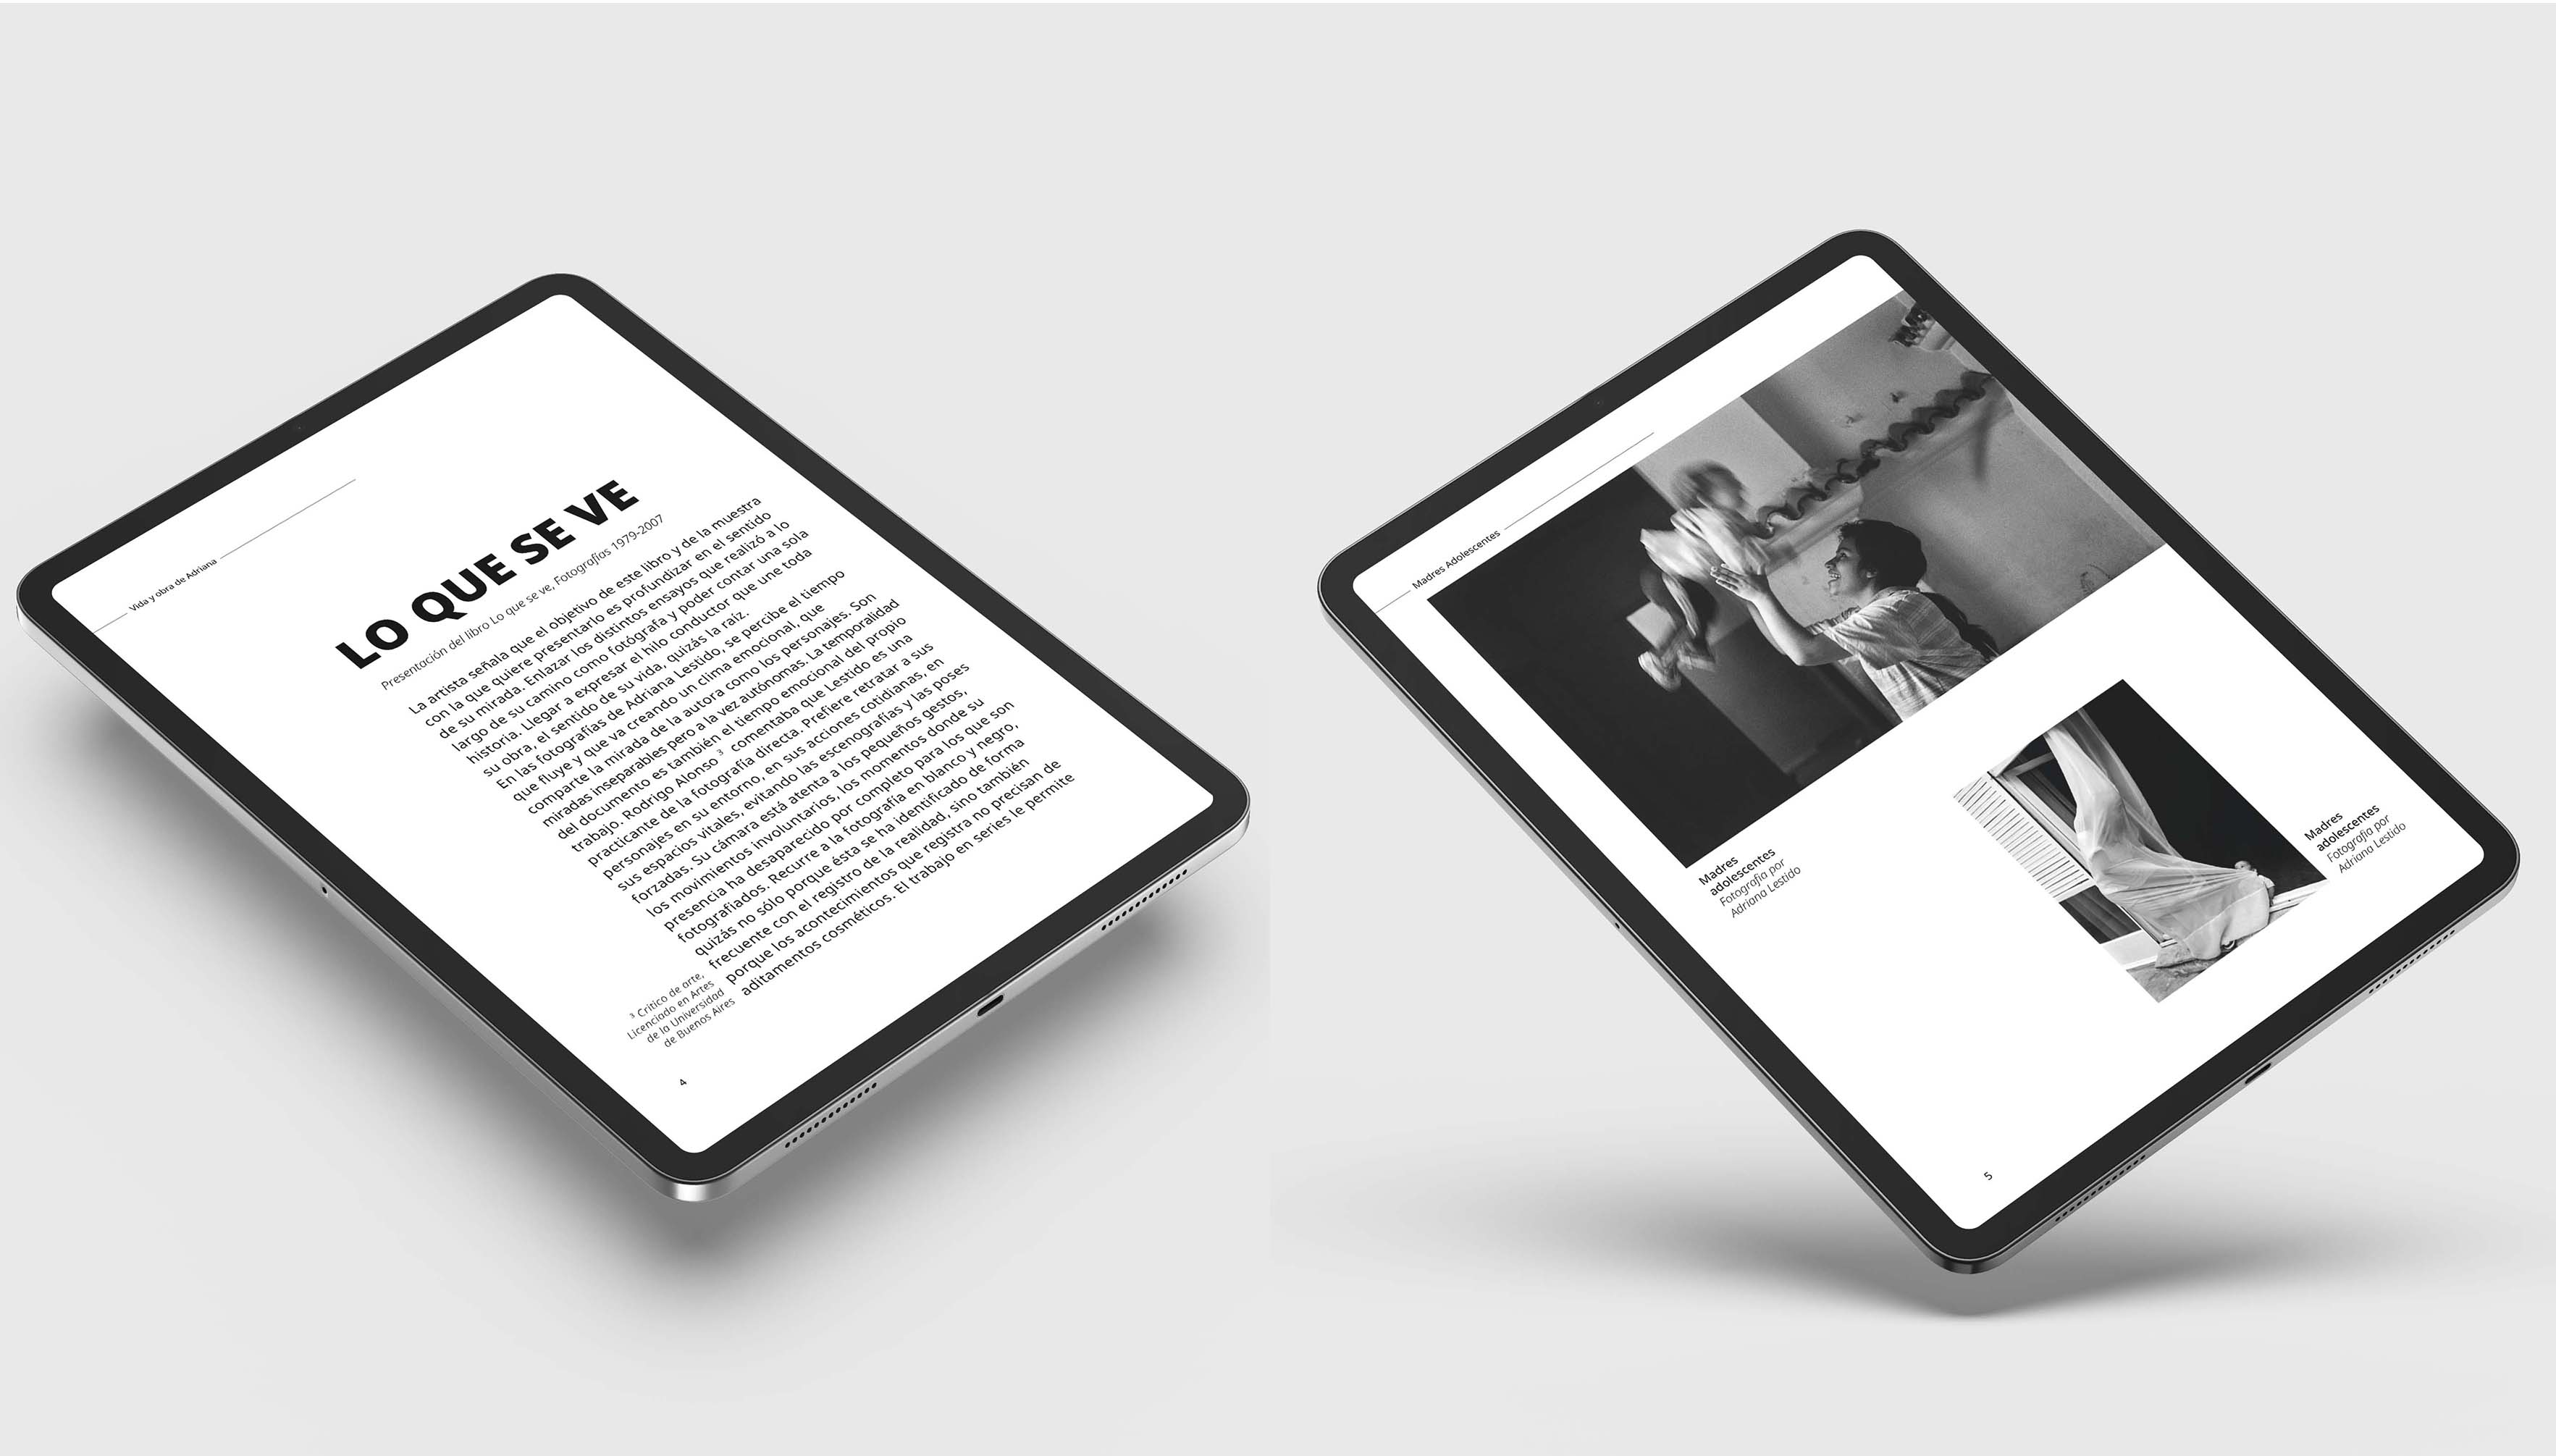 Vida y obra de Adriana
LO QUE SE VE
Presentación del libro Lo que se ve, Fotografías 1979-2007
La artista señala que el objetivo de este libro y de la muestra
con la que quiere presentarlo es profundizar en el sentido
de su mirada. Enlazar los distintos ensayos que realizó a lo
largo de su camino como fotógrafa y poder contar una sola
historia. Llegar a expresar el hilo conductor que une toda
su obra, el sentido de su vida, quizás la raíz.
En las fotografías de Adriana Lestido, se percibe el tiempo
que fluye y que va creando un clima emocional, que
comparte la mirada de la autora como los personajes. Son
miradas inseparables pero a la vez autónomas. La temporalidad
del documento es también el tiempo emocional del propio
trabajo. Rodrigo Alonso ³ comentaba que Lestido es una
practicante de la fotografía directa. Prefiere retratar a sus
personajes en su entorno, en sus acciones cotidianas, en
sus espacios vitales, evitando las escenografías y las poses
forzadas. Su cámara está atenta a los pequeños gestos,
los movimientos involuntarios, los momentos donde su
presencia ha desaparecido por completo para los que son
fotografiados. Recurre a la fotografía en blanco y negro,
quizás no sólo porque ésta se ha identificado de forma
frecuente con el registro de la realidad, sino también
porque los acontecimientos que registra no precisan de
aditamentos cosméticos. El trabajo en series le permite
³ Crítico de arte,
Licenciado en Artes
de la Universidad
de Buenos Aires
4
Madres Adolescentes
Madres
adolescentes
Fotografía por
Adriana Lestido
Madres
adolescentes
Fotografía por
Adriana Lestido
5